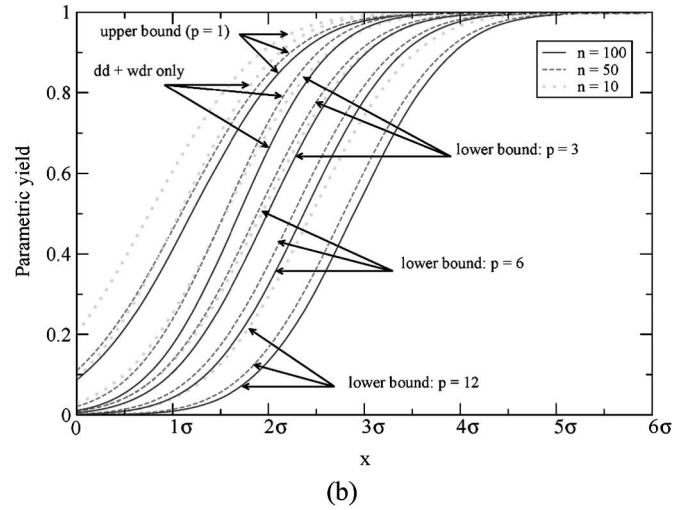 1
0.8
0.6
0.4
0.2
0
Parametric yield
upper bound (p = 1)
dd + wdr only
n = 100
n = 50
n = 10
lower bound: p = 3
lower bound: p = 6
lower bound: p = 12
0
1σ
2σ
3σ
4σ
5σ
6σ
x
(b)